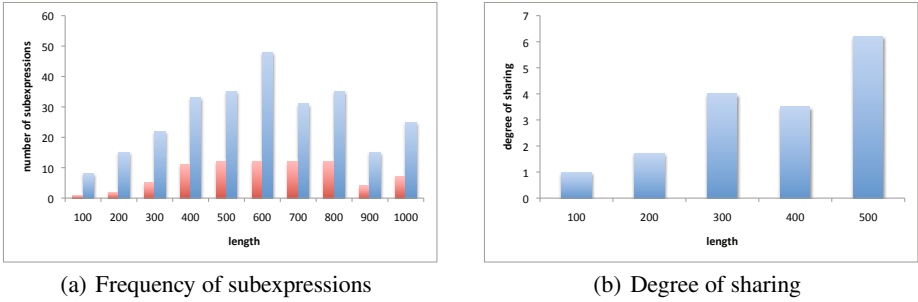 60
50
40
30
20
10
0
number of subexpressions
100 200 300 400 500 600 700 800 900 1000
length
(a) Frequency of subexpressions
7
6
5
4
3
2
1
0
degree of sharing
100 200 300 400 500
length
(b) Degree of sharing